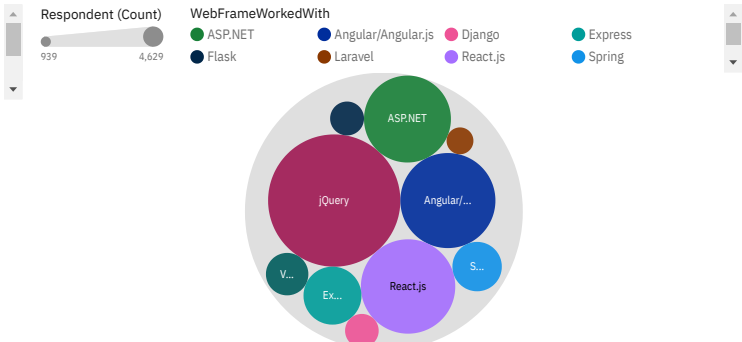 Respondent (Count)
939 4,629
WebFrameWorkedWith
ASP.NET Angular/Angular.js Django Express
Flask Laravel React.js Spring
ASP.NET
jQuery
Angular/...
S...
V...
React.js
Ex...